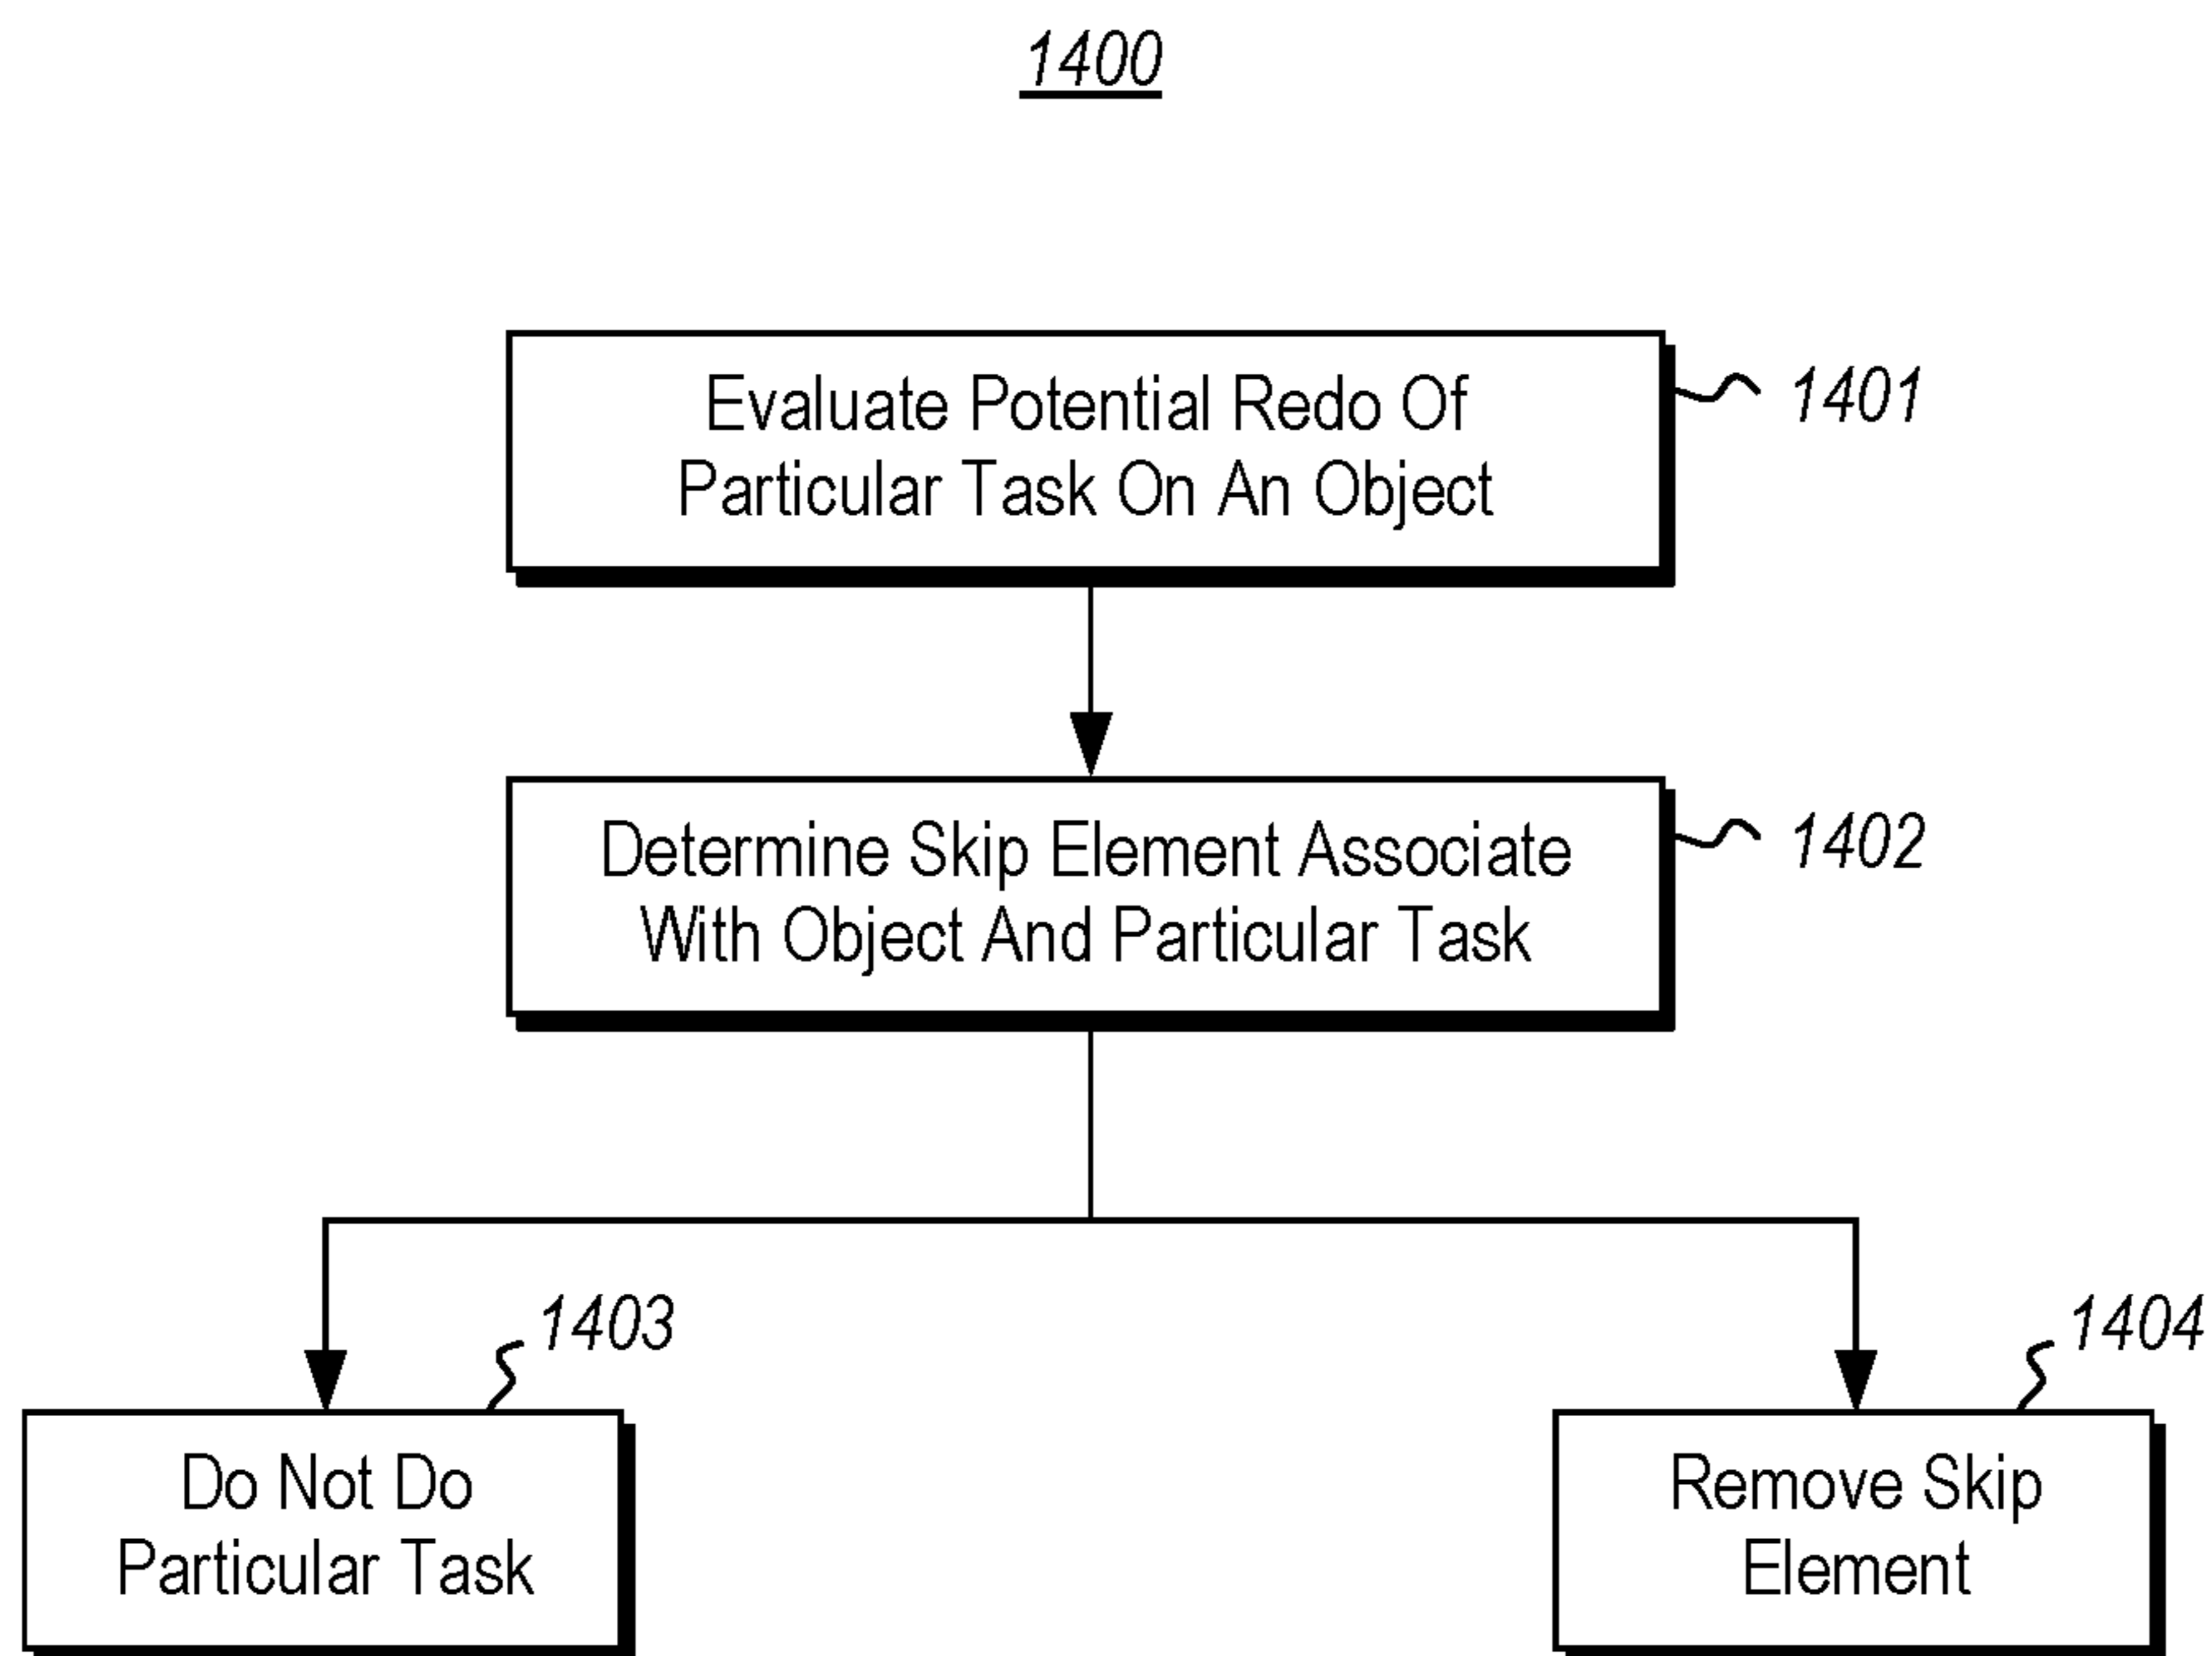 1400
Evaluate Potential Redo Of
Particular Task On An Object
1401
Determine Skip Element Associate
With Object And Particular Task
1402
1403
Do Not Do
Particular Task
1404
Remove Skip
Element